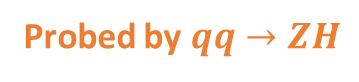 Probed by qq → ZH